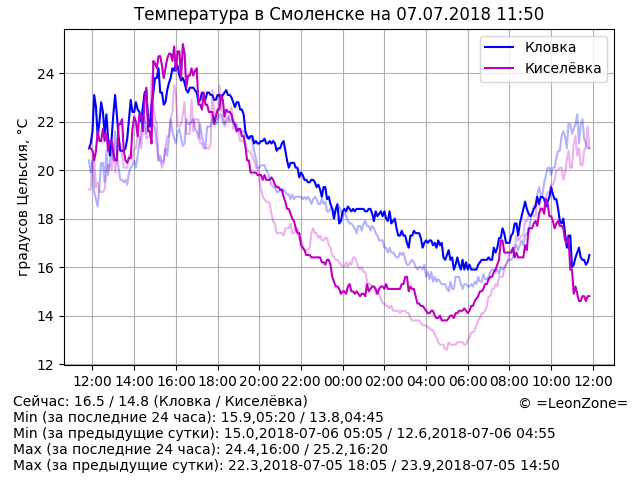 Температура в Смоленске на 07.07.2018 11:50
Кловка
Киселёвка
градусов Цельсия, °C
24
22
20
18
16
14
12
12:00 14:00 16:00 18:00 20:00 22:00 00:00 02:00 04:00 06:00 08:00 10:00 12:00
Сейчас: 16.5 / 14.8 (Кловка / Киселёвка)
© =LeonZone=
Min (за последние 24 часа): 15.9,05:20 / 13.8,04:45
Min (за предыдущие сутки): 15.0,2018-07-06 05:05 / 12.6,2018-07-06 04:55
Max (за последние 24 часа): 24.4,16:00 / 25.2,16:20
Max (за предыдущие сутки): 22.3,2018-07-05 18:05 / 23.9,2018-07-05 14:50